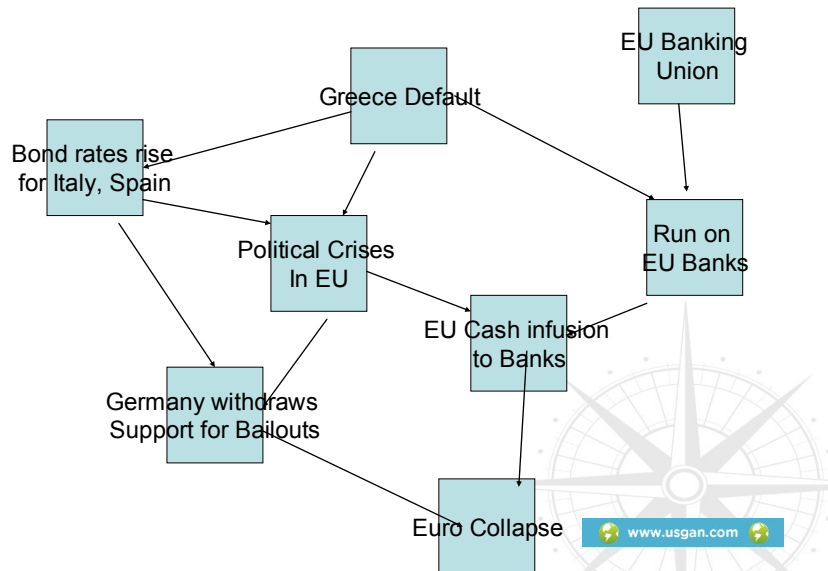 EU Banking
Union
Greece Default
Bond rates rise
for Italy, Spain
Political Crises
In EU
Run on
EU Banks
EU Cash infusion
to Banks
Germany withdraws
Support for Bailouts
Euro Collapse
www.usgan.com